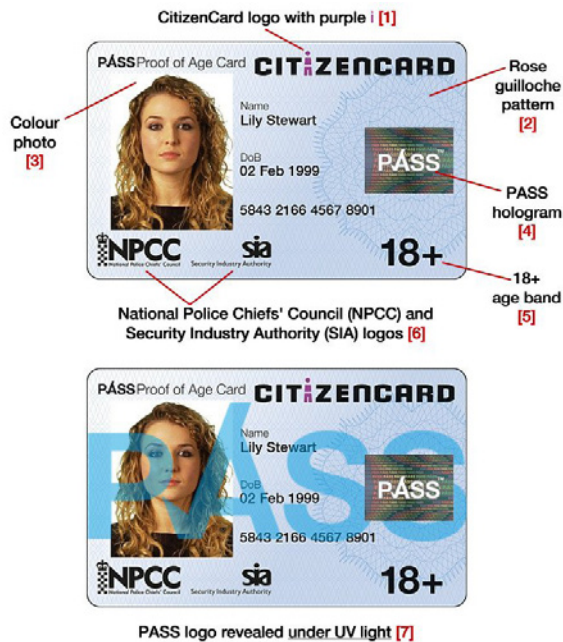 CitizenCard logo with purple i [1]
PASS Proof of Age Card CITiZENCARD
Rose
guilloche
pattern
[2]
Colour
photo
[3]
Name
Lily Stewart
DoB
02 Feb 1999
PASS™
5843 2166 4567 8901
PASS
hologram
[4]
NPCC
National Police Chiefs' Council
sia
Security Industry Authority
18+
18+
age band
[5]
National Police Chiefs' Council (NPCC) and
Security Industry Authority (SIA) logos [6]
PASS Proof of Age Card CITiZENCARD
PASS
Name
Lily Stewart
DoB
02 Feb 1999
PASS™
5843 2166 4567 8901
NPCC
National Police Chiefs' Council
sia
Security Industry Authority
18+
PASS logo revealed under UV light [7]